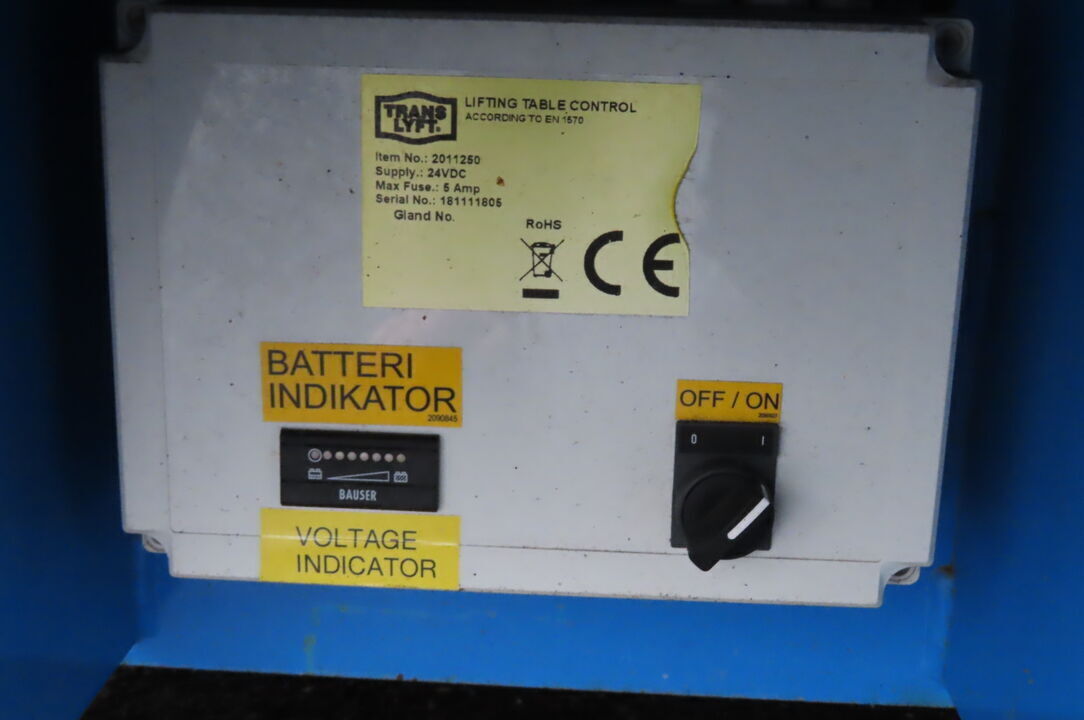 TRANS
LYFT®
LIFTING TABLE CONTROL
ACCORDING TO EN 1570
Item No.: 2011250
Supply.: 24VDC
Max Fuse.: 5 Amp
Serial No.: 181111805
Gland No.
RoHS
CE
BATTERI
INDIKATOR
2090845
BAUSER
VOLTAGE
INDICATOR
OFF / ON
0 I